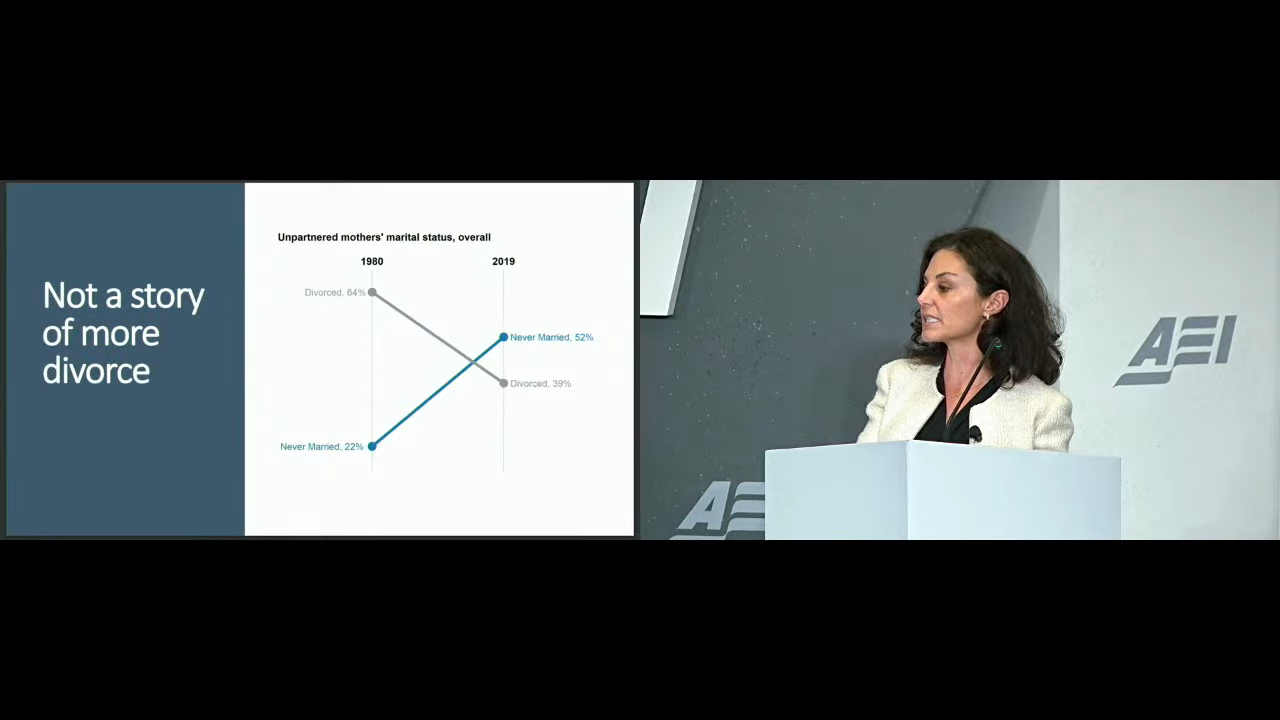 Not a story
of more
divorce
Unpartnered mothers' marital status, overall
1980
2019
Divorced, 64%
Never Married, 52%
Divorced, 39%
Never Married, 22%
AEI
AEI